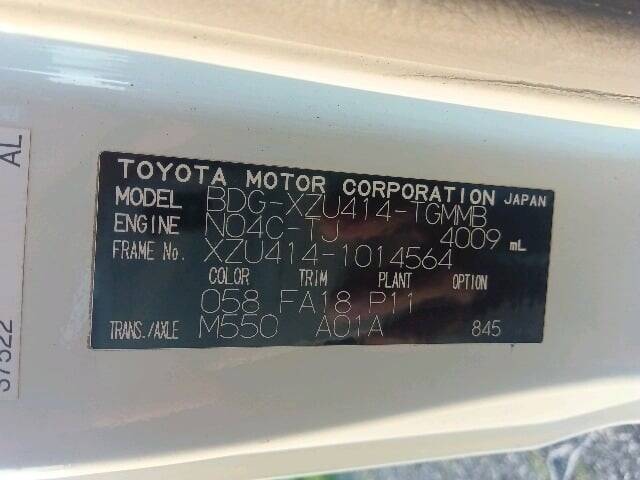 TOYOTA MOTOR CORPORATION JAPAN
MODEL BDG-XZU414-TGMMB
ENGINE N04C-TJ 4009 mL
FRAME No. XZU414-1014564
COLOR TRIM PLANT OPTION
058 FA18 P11
TRANS./AXLE M550 A01A 845
AL
37522